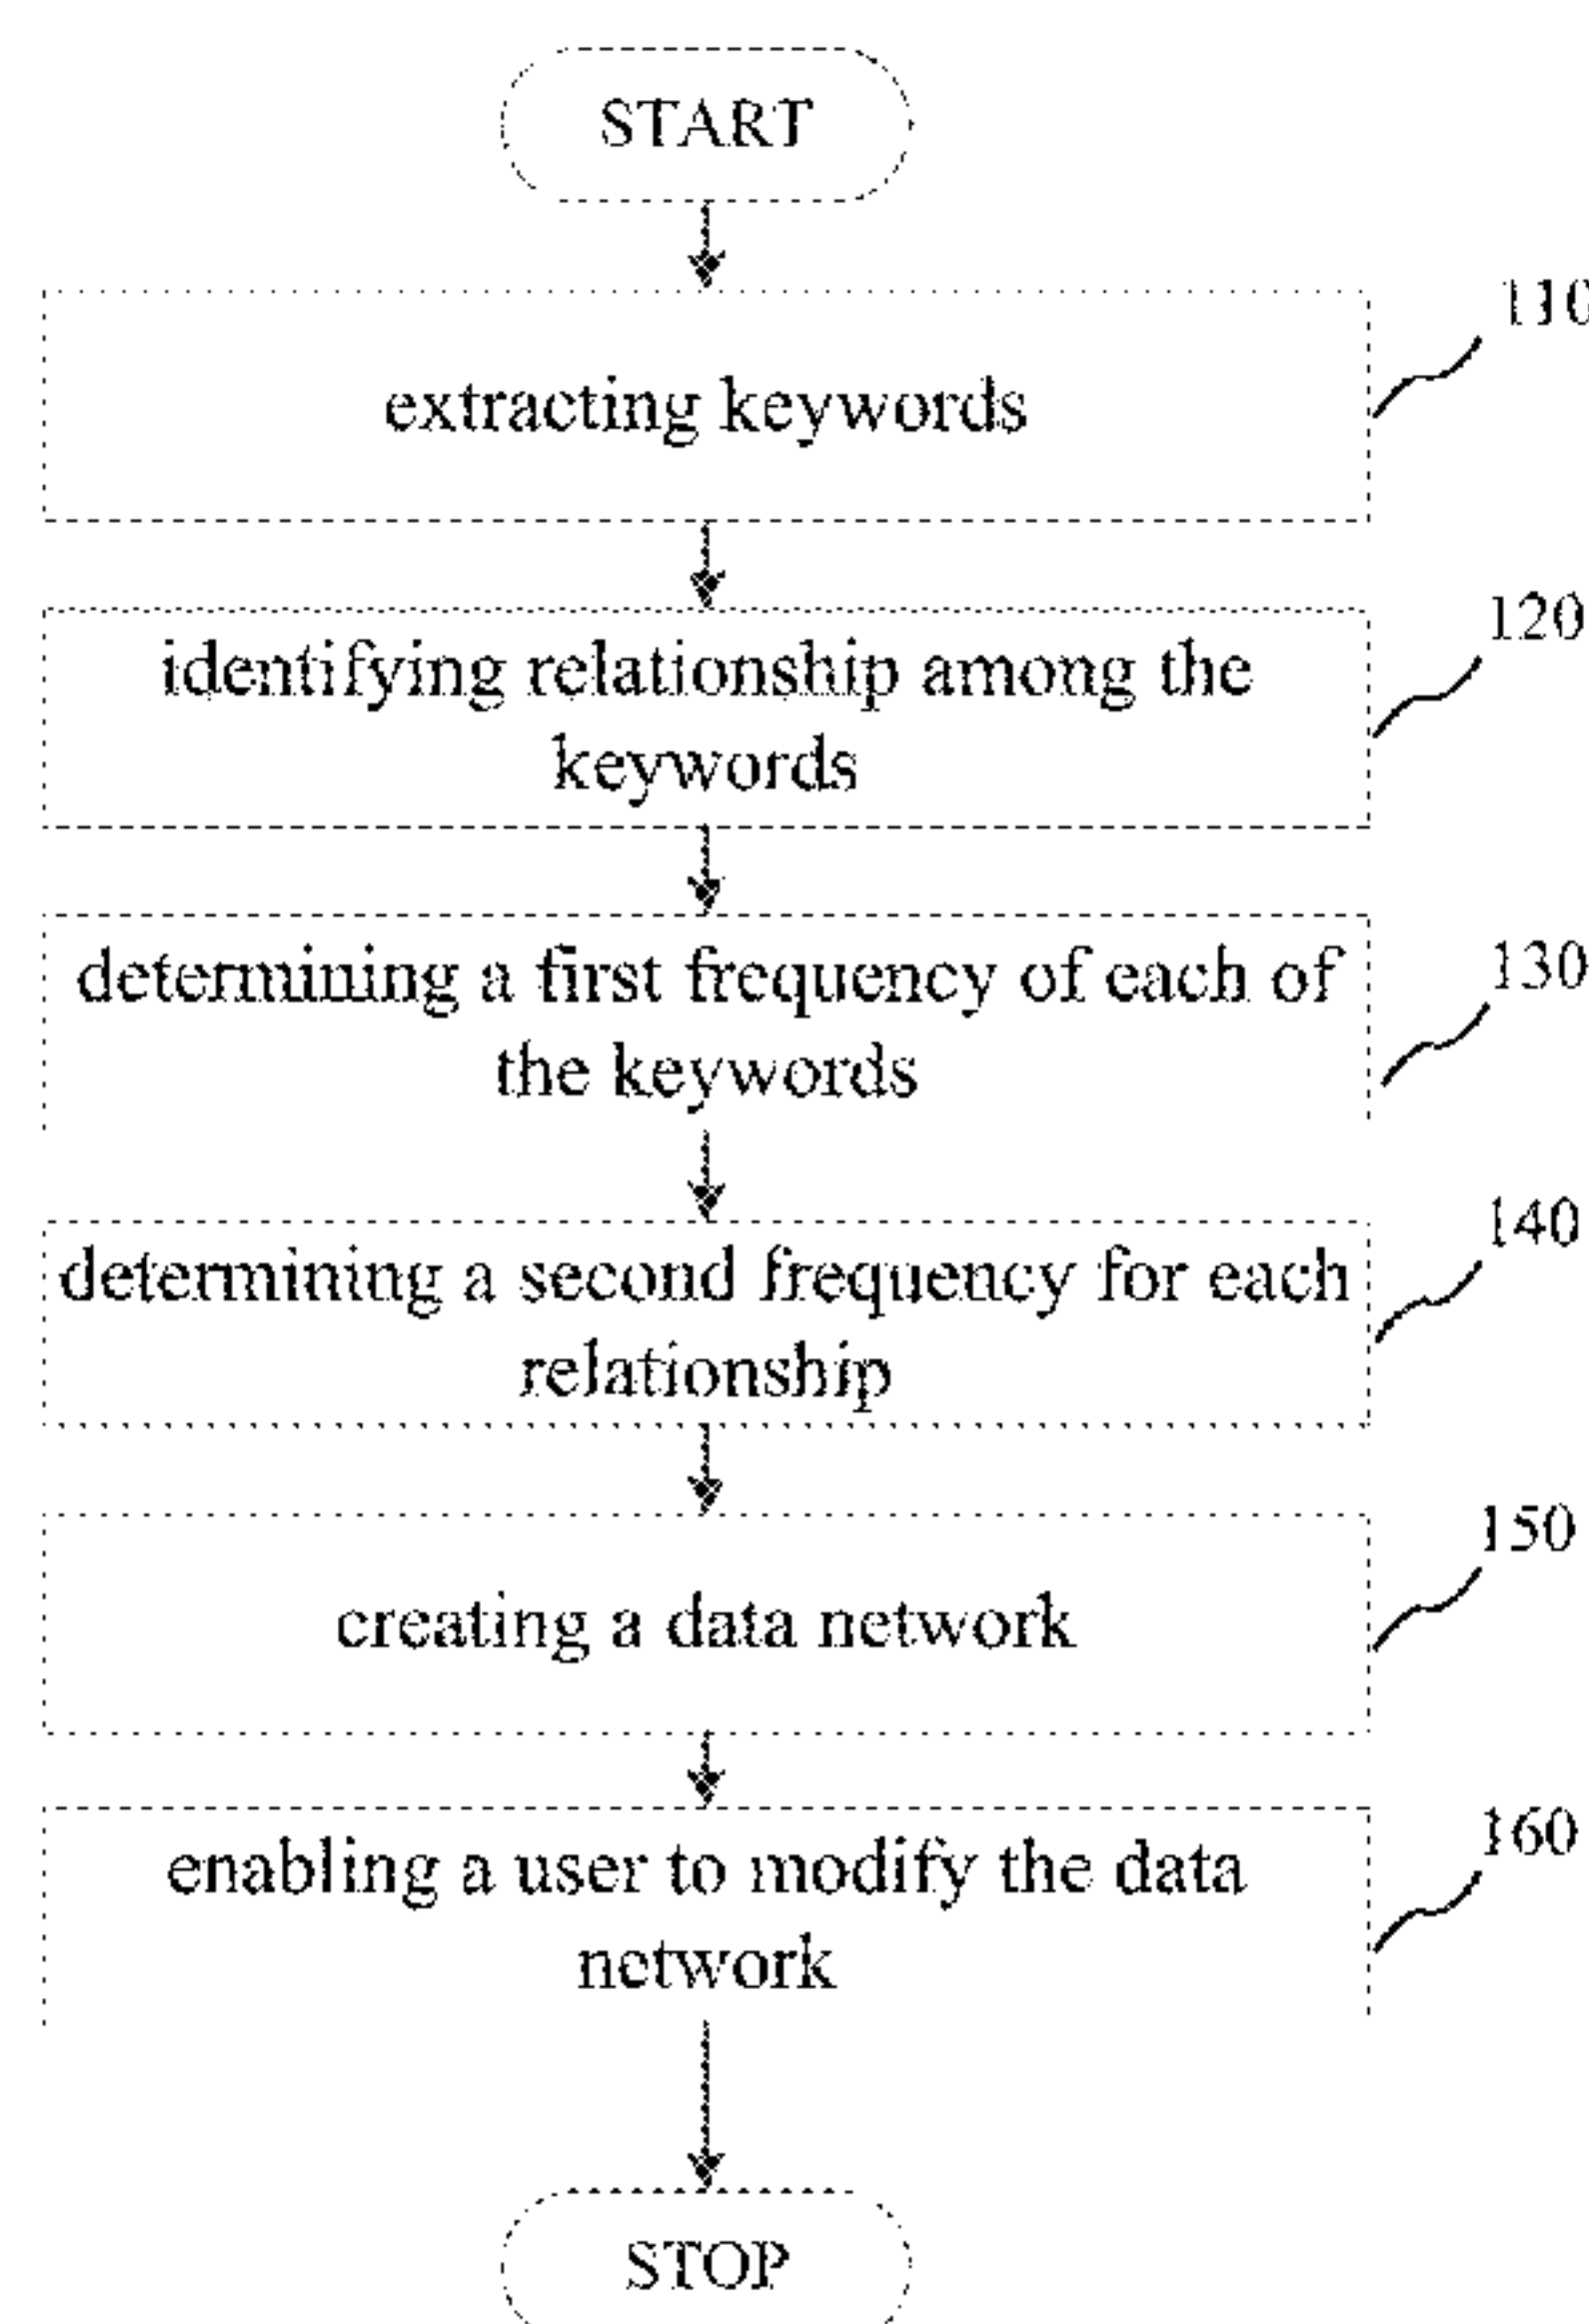 START
110
extracting keywords
120
identifying relationship among the
keywords
130
determining a first frequency of each of
the keywords
140
determining a second frequency for each
relationship
150
creating a data network
160
enabling a user to modify the data
network
STOP